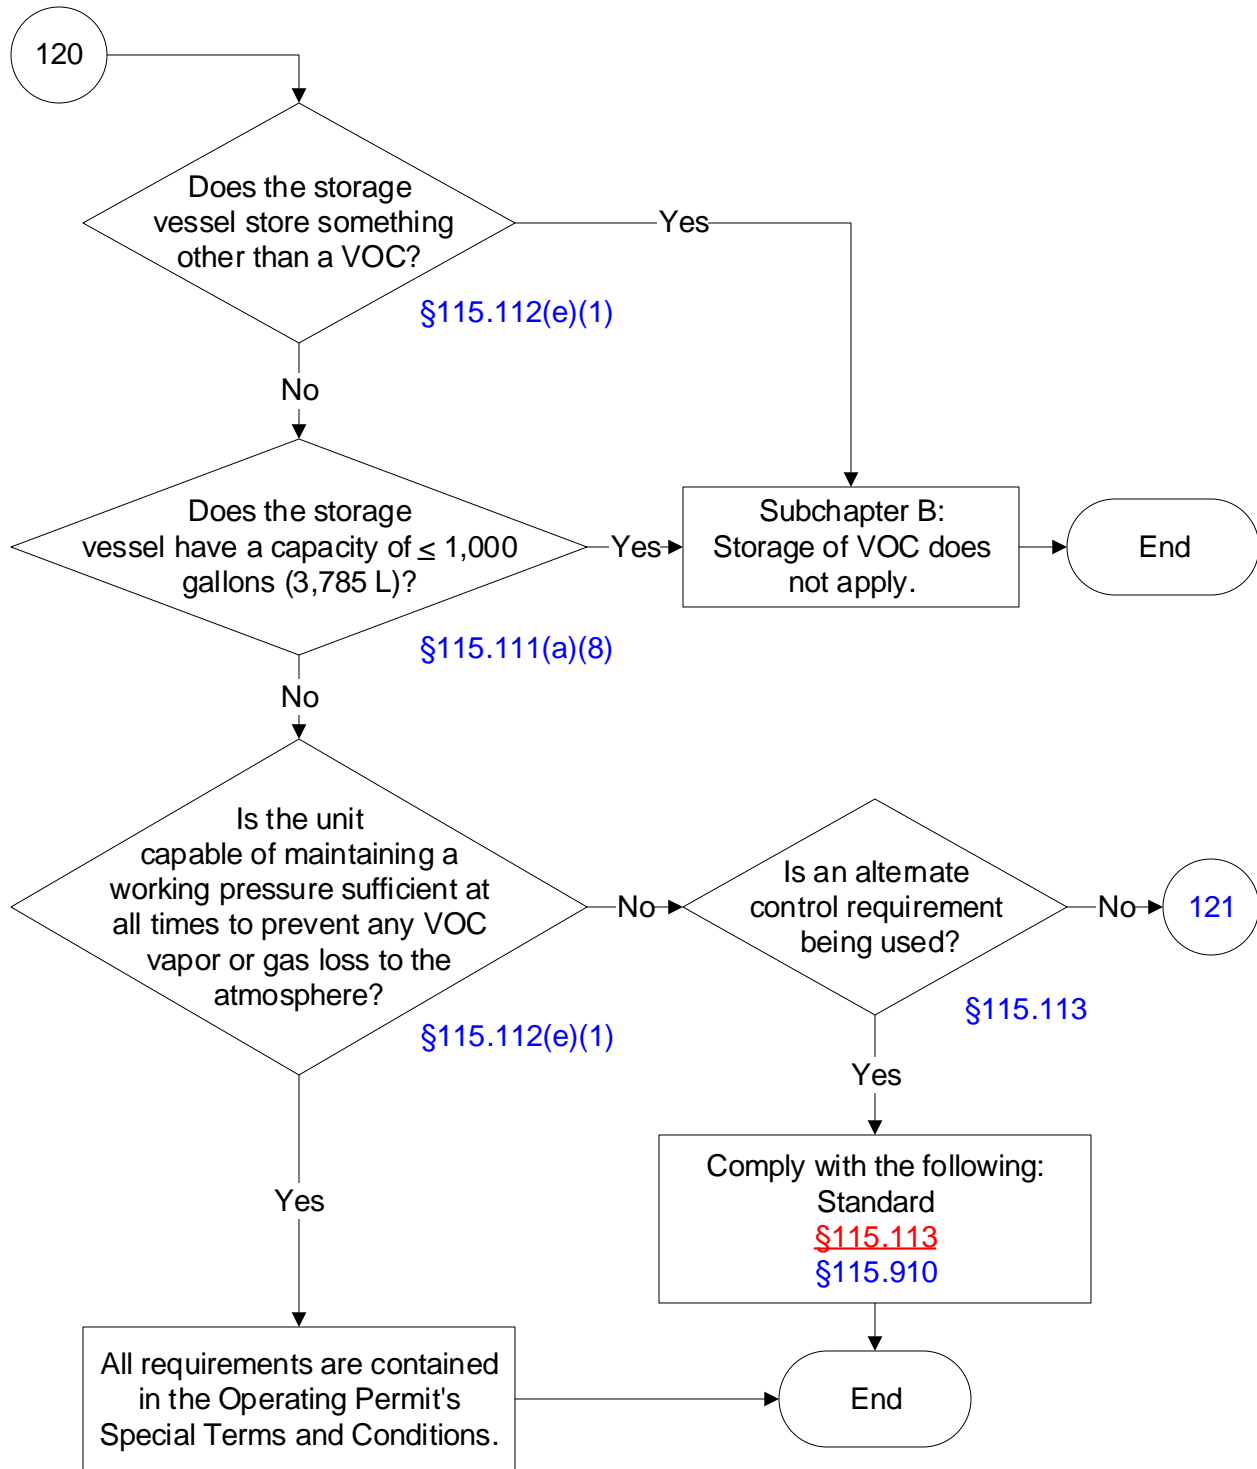 120
Does the storage
vessel store something
other than a VOC?
Yes
§115.112(e)(1)
No
Does the storage
vessel have a capacity of ≤ 1,000
gallons (3,785 L)?
Yes
Subchapter B:
Storage of VOC does
not apply.
End
§115.111(a)(8)
No
Is the unit
capable of maintaining a
working pressure sufficient at
all times to prevent any VOC
vapor or gas loss to the
atmosphere?
No
Is an alternate
control requirement
being used?
No
121
§115.112(e)(1)
§115.113
Yes
Yes
Comply with the following:
Standard
§115.113
§115.910
All requirements are contained
in the Operating Permit's
Special Terms and Conditions.
End